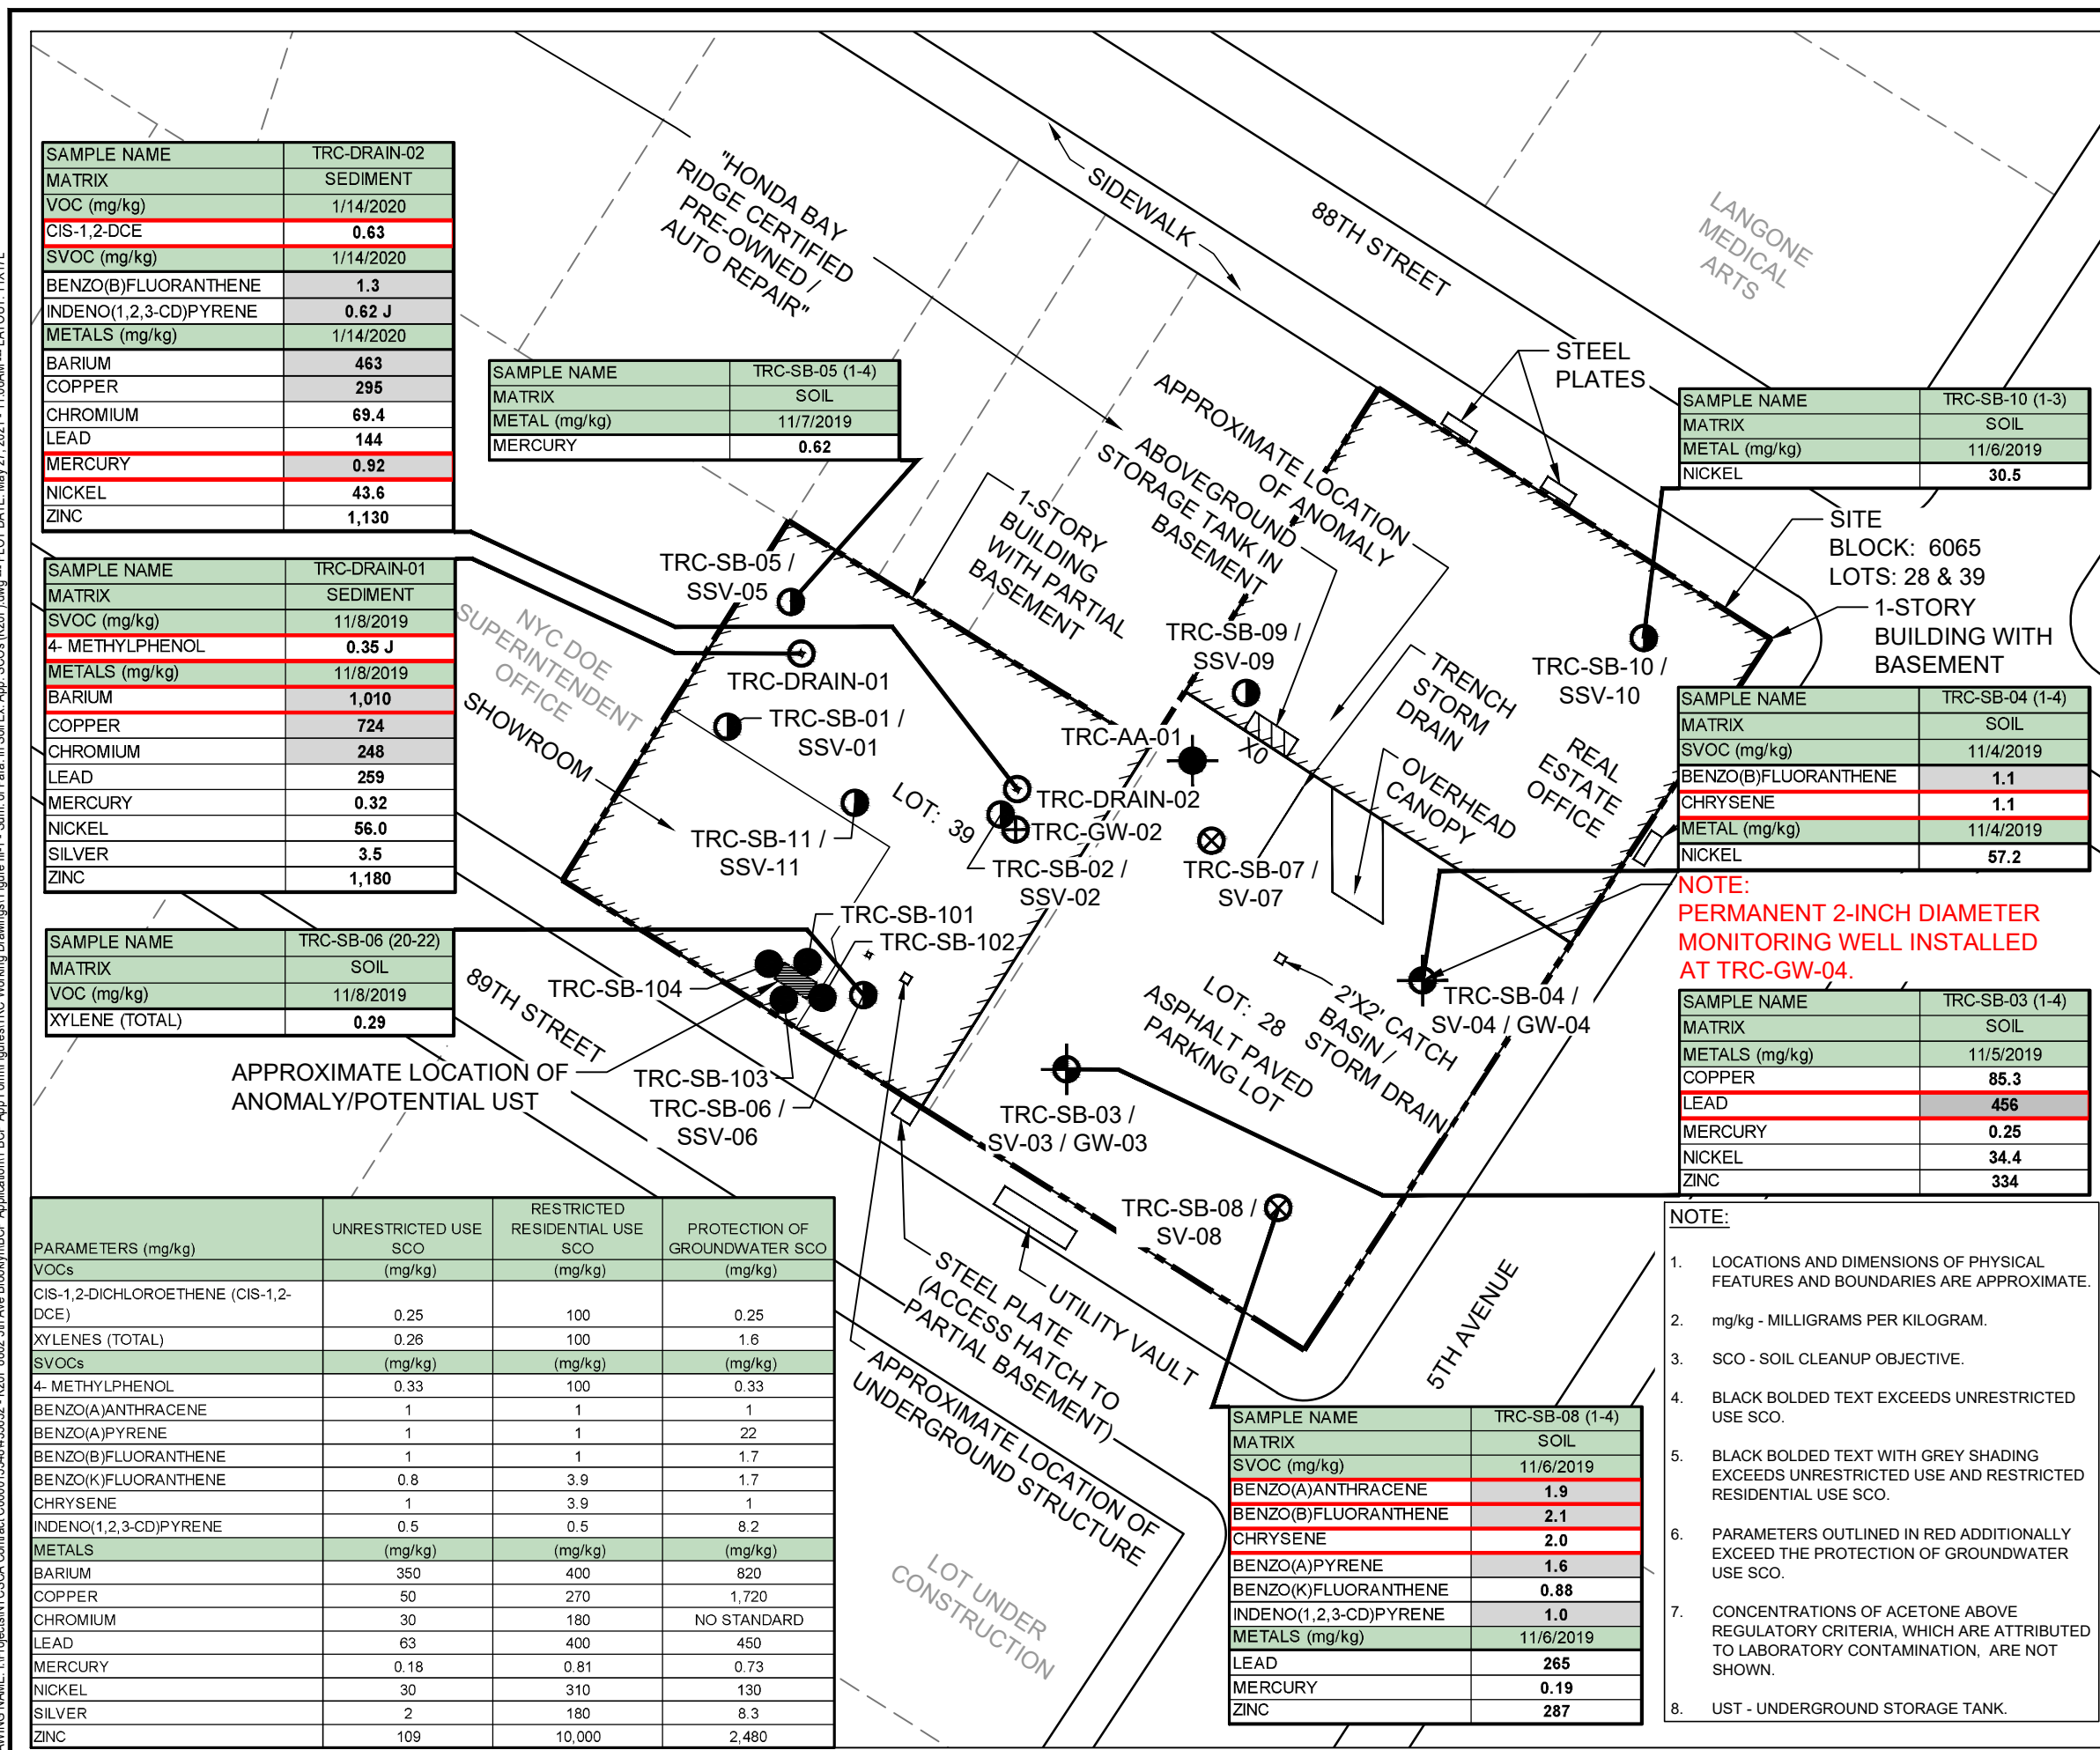 SAMPLE NAME TRC-DRAIN-02
MATRIX SEDIMENT
VOC (mg/kg) 1/14/2020
CIS-1,2-DCE 0.63
SVOC (mg/kg) 1/14/2020
BENZO(B)FLUORANTHENE 1.3
INDENO(1,2,3-CD)PYRENE 0.62 J
METALS (mg/kg) 1/14/2020
BARIUM 463
COPPER 295
CHROMIUM 69.4
LEAD 144
MERCURY 0.92
NICKEL 43.6
ZINC 1,130
SAMPLE NAME TRC-DRAIN-01
MATRIX SEDIMENT
SVOC (mg/kg) 11/8/2019
4- METHYLPHENOL 0.35 J
METALS (mg/kg) 11/8/2019
BARIUM 1,010
COPPER 724
CHROMIUM 248
LEAD 259
MERCURY 0.32
NICKEL 56.0
SILVER 3.5
ZINC 1,180
SAMPLE NAME TRC-SB-06 (20-22)
MATRIX SOIL
VOC (mg/kg) 11/8/2019
XYLENE (TOTAL) 0.29
SAMPLE NAME TRC-SB-05 (1-4)
MATRIX SOIL
METAL (mg/kg) 11/7/2019
MERCURY 0.62
"HONDA BAY
RIDGE CERTIFIED
PRE-OWNED /
AUTO REPAIR"
SIDEWALK
88TH STREET
LANGONE
MEDICAL
ARTS
STEEL
PLATES
APPROXIMATE LOCATION
OF ANOMALY
ABOVEGROUND
STORAGE TANK IN
BASEMENT
1-STORY
BUILDING
WITH PARTIAL
BASEMENT
SAMPLE NAME TRC-SB-10 (1-3)
MATRIX SOIL
METAL (mg/kg) 11/6/2019
NICKEL 30.5
SITE
BLOCK: 6065
LOTS: 28 & 39
1-STORY
BUILDING WITH
BASEMENT
TRC-SB-05 /
SSV-05
NYC DOE
SUPERINTENDENT
OFFICE
SHOWROOM
TRC-DRAIN-01
TRC-SB-01 /
SSV-01
TRC-SB-09 /
SSV-09
TRC-SB-10 /
SSV-10
TRENCH
STORM
DRAIN
TRC-AA-01
X0
OVERHEAD
CANOPY
REAL
ESTATE
OFFICE
LOT: 39
TRC-DRAIN-02
TRC-GW-02
TRC-SB-02 /
SSV-02
TRC-SB-11 /
SSV-11
TRC-SB-07 /
SV-07
SAMPLE NAME TRC-SB-04 (1-4)
MATRIX SOIL
SVOC (mg/kg) 11/4/2019
BENZO(B)FLUORANTHENE 1.1
CHRYSENE 1.1
METAL (mg/kg) 11/4/2019
NICKEL 57.2
NOTE:
PERMANENT 2-INCH DIAMETER
MONITORING WELL INSTALLED
AT TRC-GW-04.
TRC-SB-101
TRC-SB-102
TRC-SB-104
89TH STREET
APPROXIMATE LOCATION OF
ANOMALY/POTENTIAL UST
TRC-SB-103
TRC-SB-06 /
SSV-06
LOT: 28
ASPHALT PAVED
PARKING LOT
2'X2' CATCH
BASIN /
STORM DRAIN
TRC-SB-04 /
SV-04 / GW-04
TRC-SB-03 /
SV-03 / GW-03
SAMPLE NAME TRC-SB-03 (1-4)
MATRIX SOIL
METALS (mg/kg) 11/5/2019
COPPER 85.3
LEAD 456
MERCURY 0.25
NICKEL 34.4
ZINC 334
TRC-SB-08 /
SV-08
STEEL PLATE
(ACCESS HATCH TO
PARTIAL BASEMENT)
UTILITY VAULT
APPROXIMATE LOCATION OF
UNDERGROUND STRUCTURE
5TH AVENUE
LOT UNDER
CONSTRUCTION
PARAMETERS (mg/kg) UNRESTRICTED USE SCO RESTRICTED RESIDENTIAL USE SCO PROTECTION OF GROUNDWATER SCO
VOCs (mg/kg) (mg/kg) (mg/kg)
CIS-1,2-DICHLOROETHENE (CIS-1,2-
DCE) 0.25 100 0.25
XYLENES (TOTAL) 0.26 100 1.6
SVOCs (mg/kg) (mg/kg) (mg/kg)
4- METHYLPHENOL 0.33 100 0.33
BENZO(A)ANTHRACENE 1 1 1
BENZO(A)PYRENE 1 1 22
BENZO(B)FLUORANTHENE 1 1 1.7
BENZO(K)FLUORANTHENE 0.8 3.9 1.7
CHRYSENE 1 3.9 1
INDENO(1,2,3-CD)PYRENE 0.5 0.5 8.2
METALS (mg/kg) (mg/kg) (mg/kg)
BARIUM 350 400 820
COPPER 50 270 1,720
CHROMIUM 30 180 NO STANDARD
LEAD 63 400 450
MERCURY 0.18 0.81 0.73
NICKEL 30 310 130
SILVER 2 180 8.3
ZINC 109 10,000 2,480
SAMPLE NAME TRC-SB-08 (1-4)
MATRIX SOIL
SVOC (mg/kg) 11/6/2019
BENZO(A)ANTHRACENE 1.9
BENZO(B)FLUORANTHENE 2.1
CHRYSENE 2.0
BENZO(A)PYRENE 1.6
BENZO(K)FLUORANTHENE 0.88
INDENO(1,2,3-CD)PYRENE 1.0
METALS (mg/kg) 11/6/2019
LEAD 265
MERCURY 0.19
ZINC 287
NOTE:
1. LOCATIONS AND DIMENSIONS OF PHYSICAL
FEATURES AND BOUNDARIES ARE APPROXIMATE.
2. mg/kg - MILLIGRAMS PER KILOGRAM.
3. SCO - SOIL CLEANUP OBJECTIVE.
4. BLACK BOLDED TEXT EXCEEDS UNRESTRICTED
USE SCO.
5. BLACK BOLDED TEXT WITH GREY SHADING
EXCEEDS UNRESTRICTED USE AND RESTRICTED
RESIDENTIAL USE SCO.
6. PARAMETERS OUTLINED IN RED ADDITIONALLY
EXCEED THE PROTECTION OF GROUNDWATER
USE SCO.
7. CONCENTRATIONS OF ACETONE ABOVE
REGULATORY CRITERIA, WHICH ARE ATTRIBUTED
TO LABORATORY CONTAMINATION, ARE NOT
SHOWN.
8. UST - UNDERGROUND STORAGE TANK.